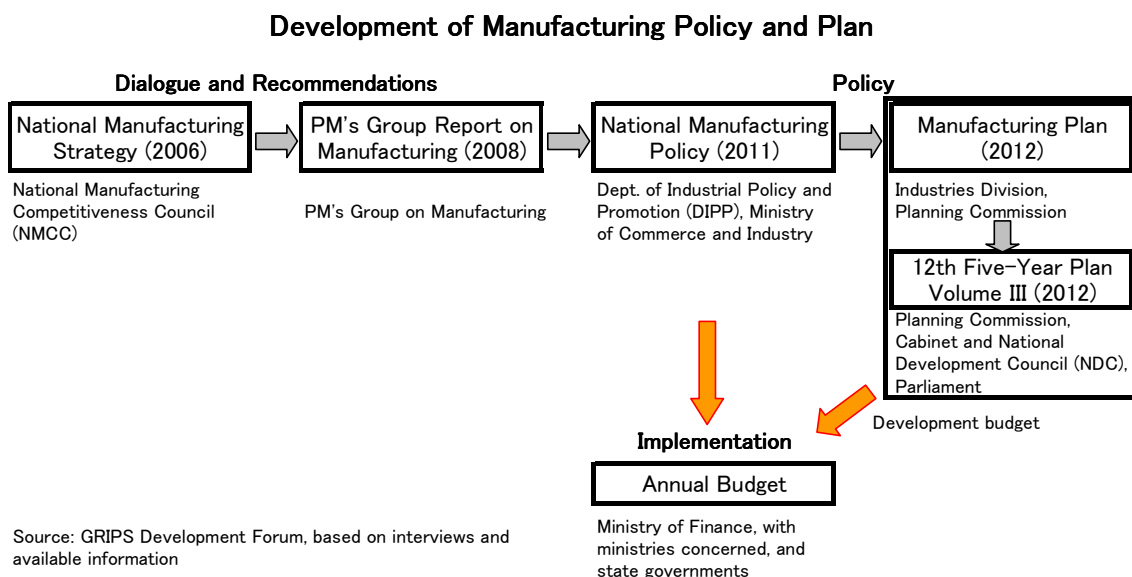 Development of Manufacturing Policy and Plan
Dialogue and Recommendations
Policy
National Manufacturing
Strategy (2006)
National Manufacturing
Competitiveness Council
(NMCC)
PM's Group Report on
Manufacturing (2008)
PM's Group on Manufacturing
National Manufacturing
Policy (2011)
Dept. of Industrial Policy and
Promotion (DIPP), Ministry
of Commerce and Industry
Manufacturing Plan
(2012)
Industries Division,
Planning Commission
12th Five-Year Plan
Volume III (2012)
Planning Commission,
Cabinet and National
Development Council (NDC),
Parliament
Development budget
Implementation
Annual Budget
Ministry of Finance, with
ministries concerned, and
state governments
Source: GRIPS Development Forum, based on interviews and
available information